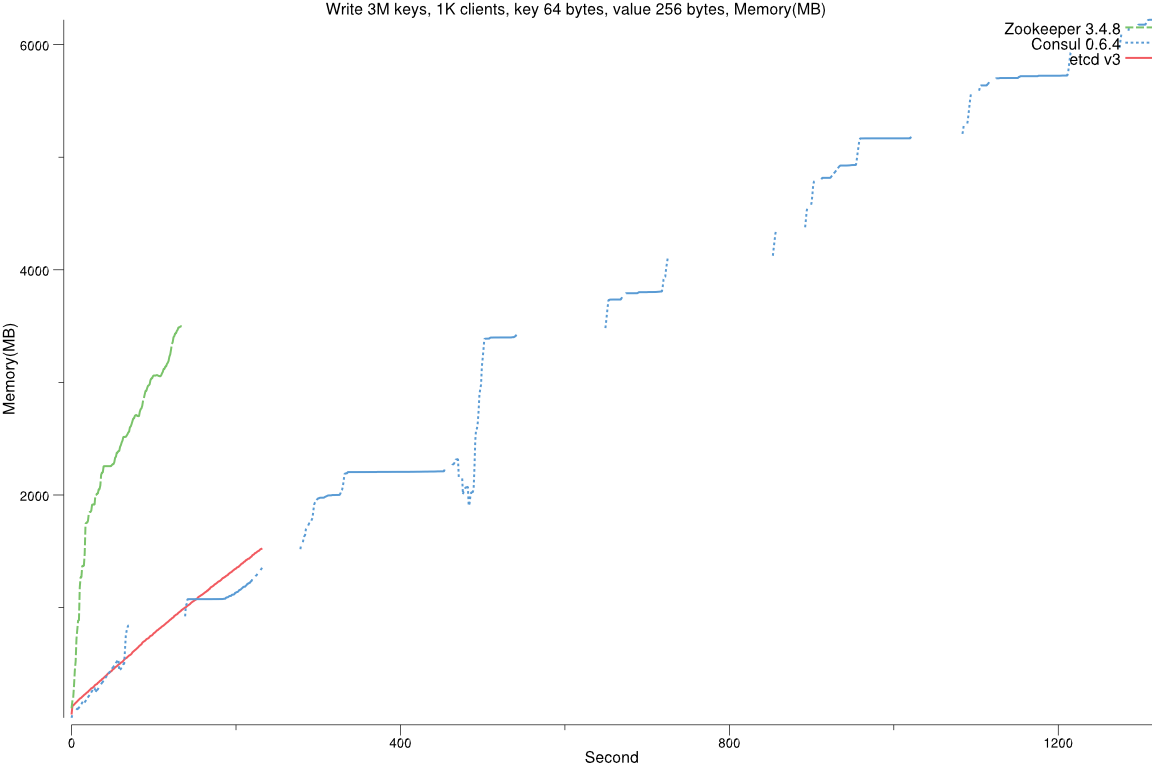 Write 3M keys, 1K clients, key 64 bytes, value 256 bytes, Memory(MB)
Zookeeper 3.4.8
Consul 0.6.4
etcd v3
6000
4000
2000
Memory(MB)
0
400
800
1200
Second